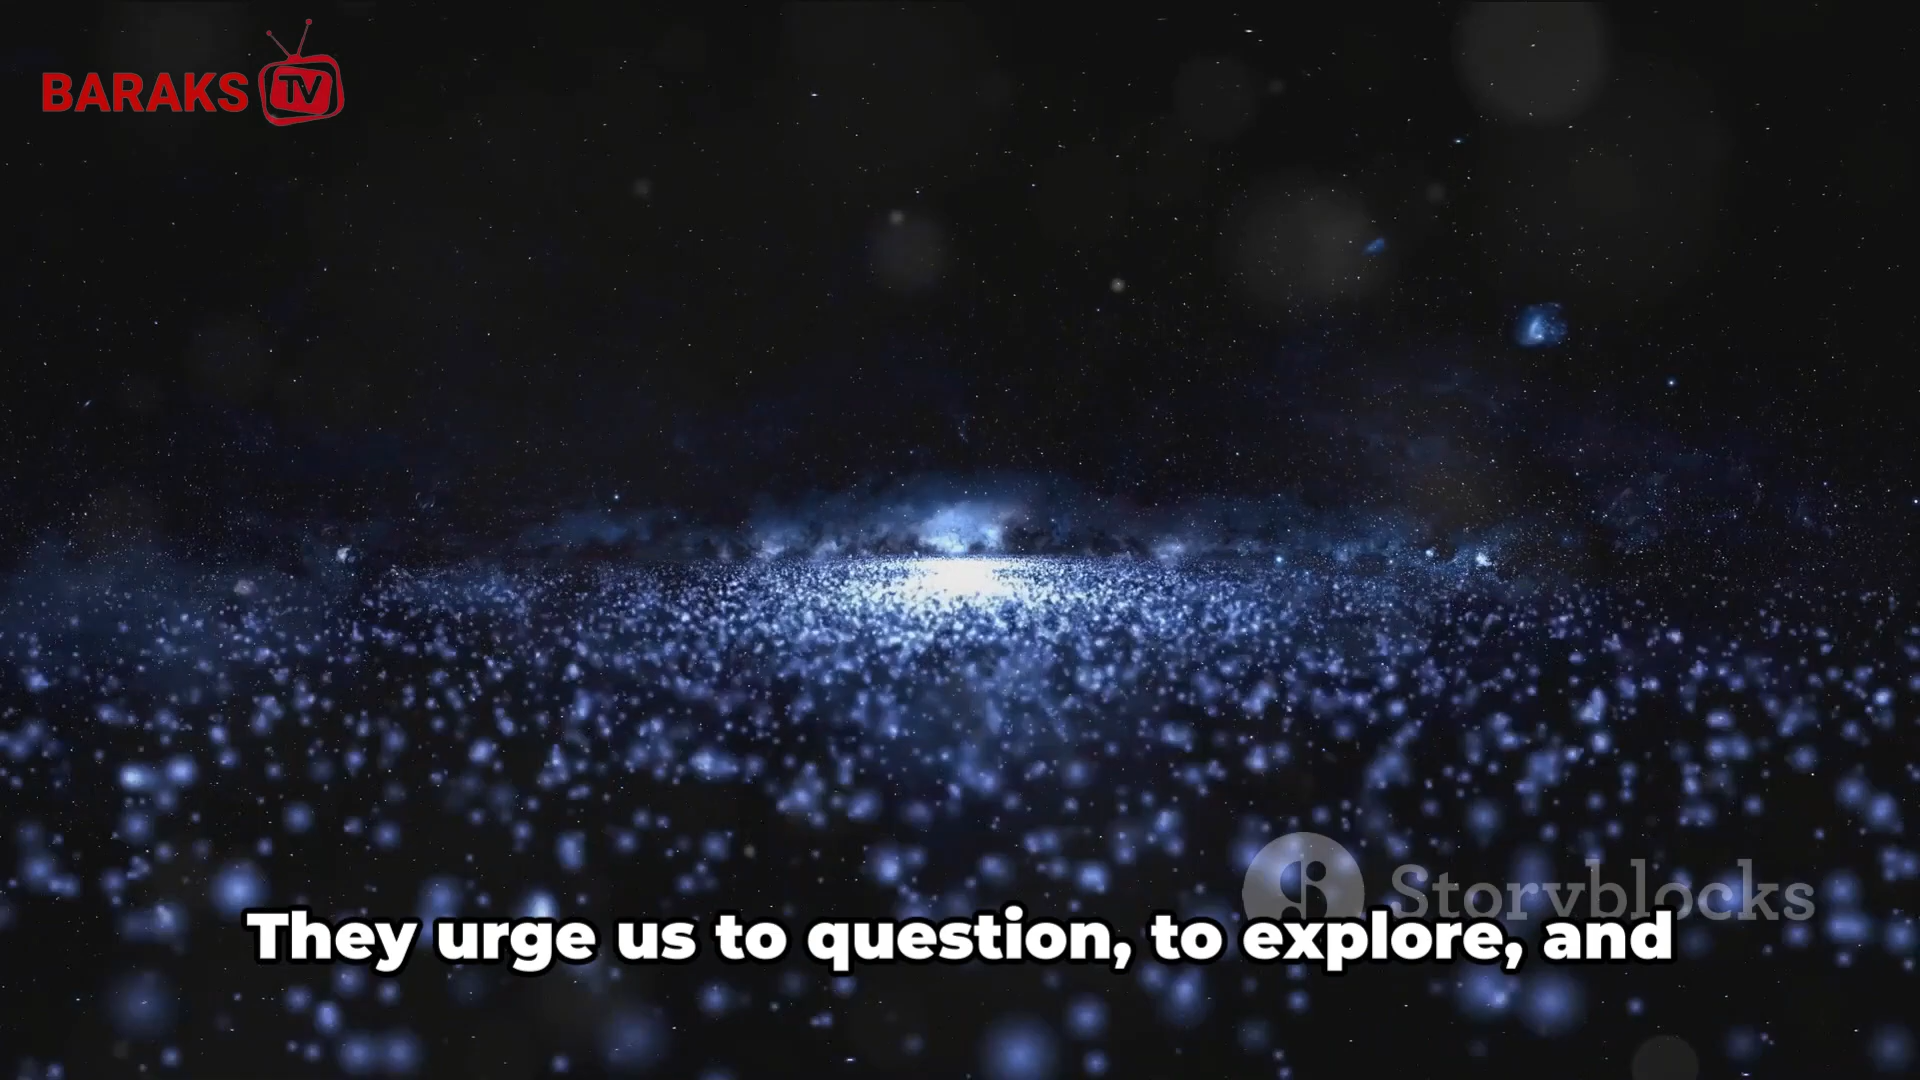 BARAKS TV
Storyblocks
They urge us to question, to explore, and